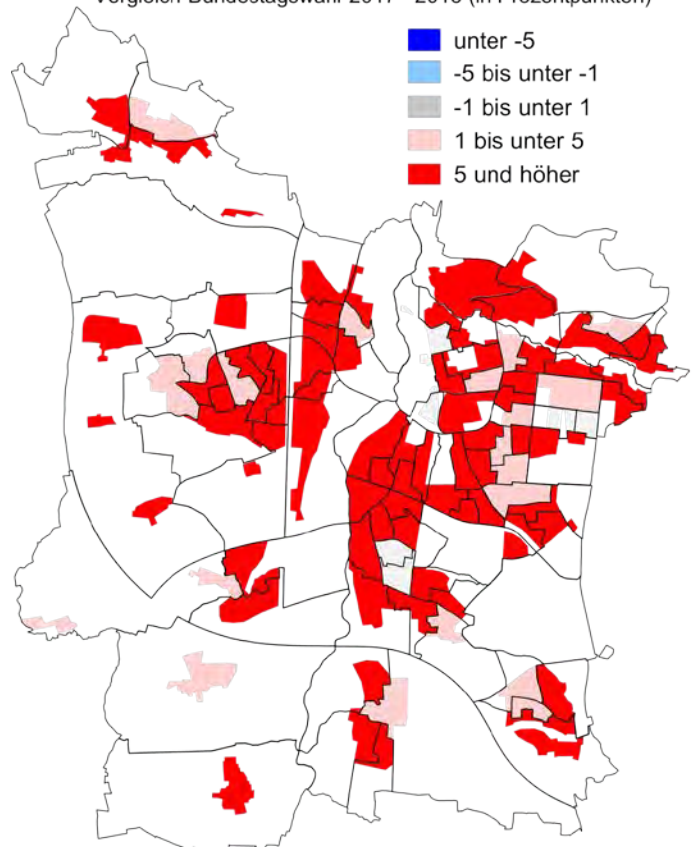 Vergleich Bundestagswahl 2017 - 2013 (in Prozentpunkten)
unter -5
-5 bis unter -1
-1 bis unter 1
1 bis unter 5
5 und höher